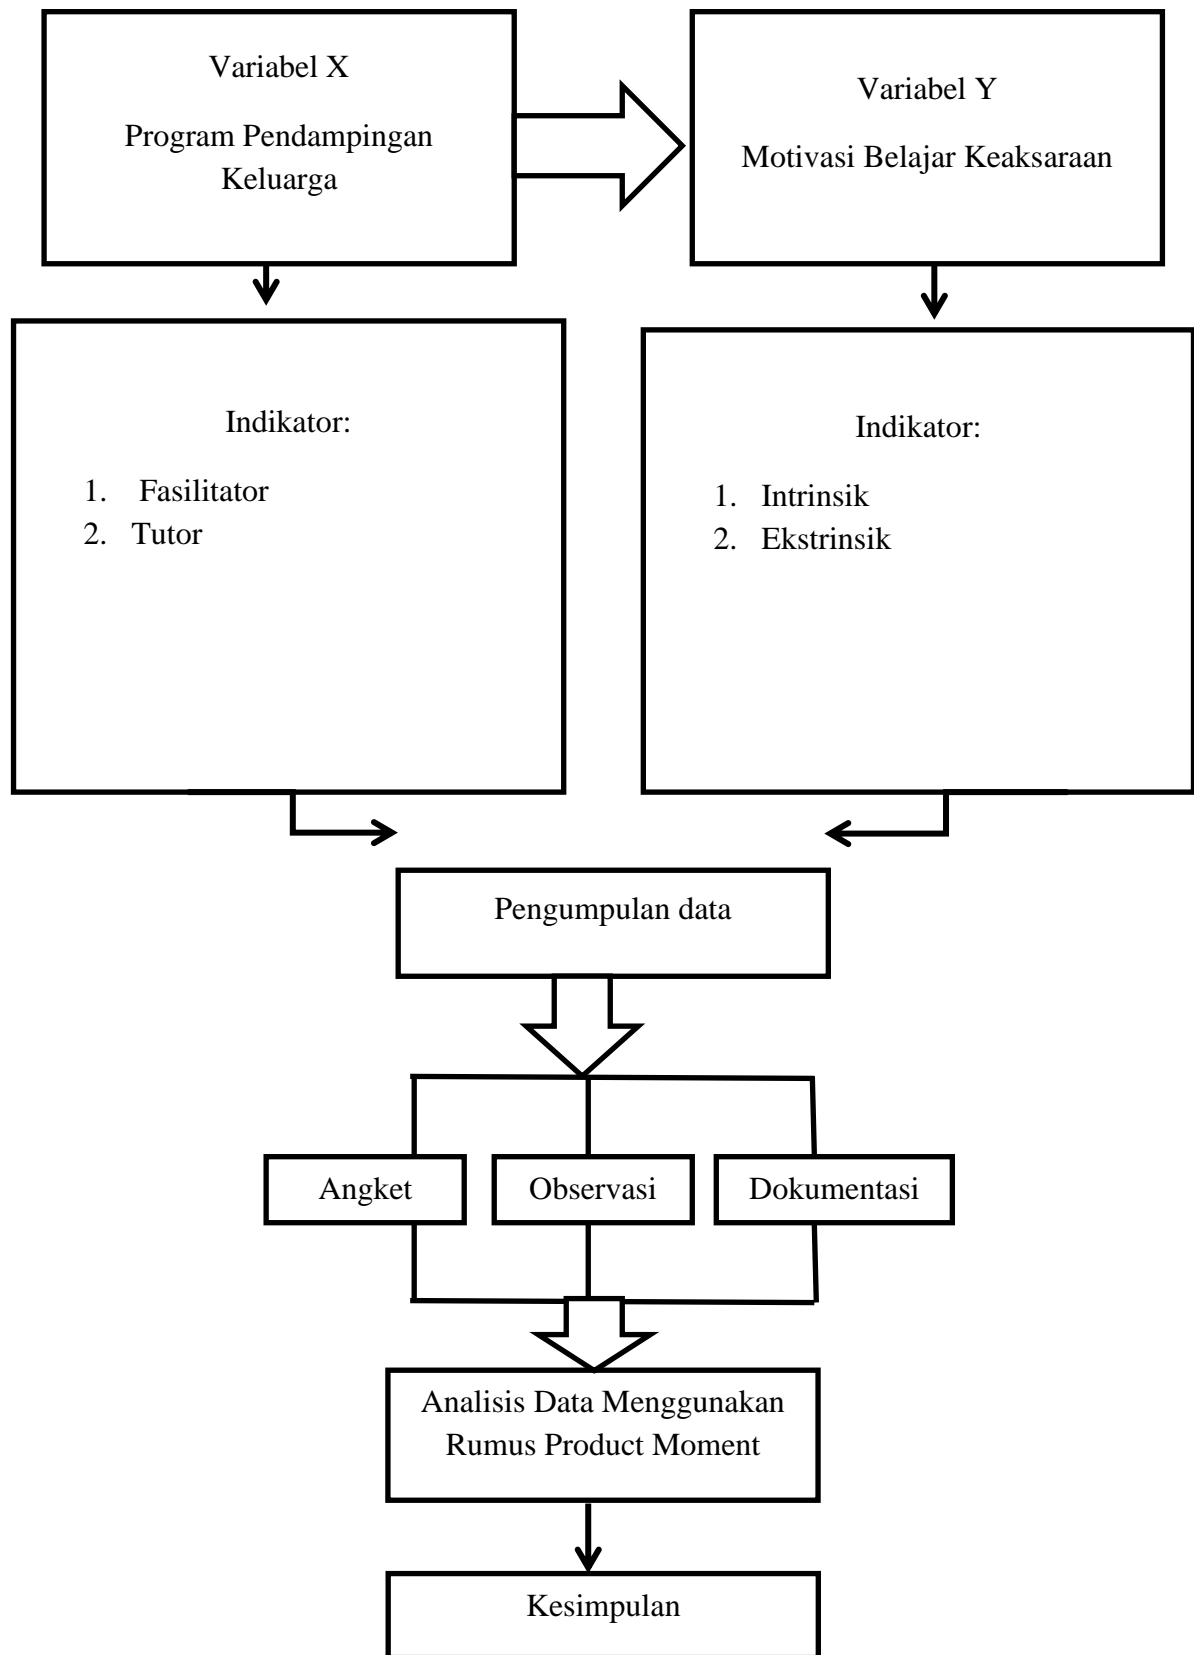 Variabel X
Program Pendampingan
Keluarga
Variabel Y
Motivasi Belajar Keaksaraan
Indikator:
1. Fasilitator
2. Tutor
Indikator:
1. Intrinsik
2. Ekstrinsik
Pengumpulan data
Angket
Observasi
Dokumentasi
Analisis Data Menggunakan
Rumus Product Moment
Kesimpulan